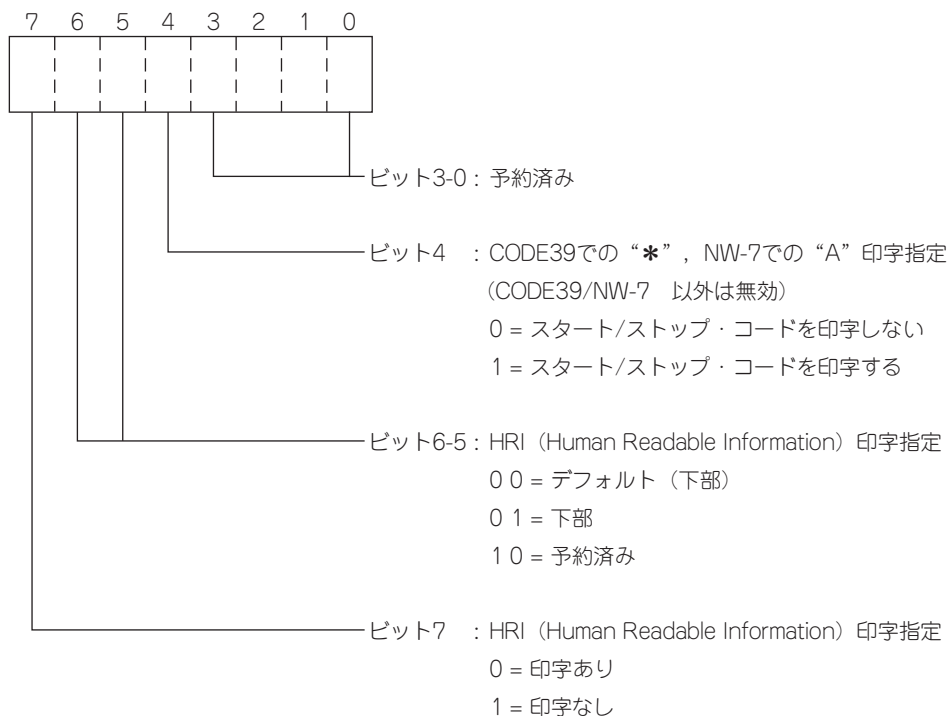 7 6 5 4 3 2 1 0
ビット3-0：予約済み
ビット4　：CODE39での“＊”，NW-7での“A”印字指定
（CODE39/NW-7　以外は無効）
0 = スタート/ストップ・コードを印字しない
1 = スタート/ストップ・コードを印字する
ビット6-5：HRI（Human Readable Information）印字指定
0 0 = デフォルト（下部）
0 1 = 下部
1 0 = 予約済み
ビット7　：HRI（Human Readable Information）印字指定
0 = 印字あり
1 = 印字なし